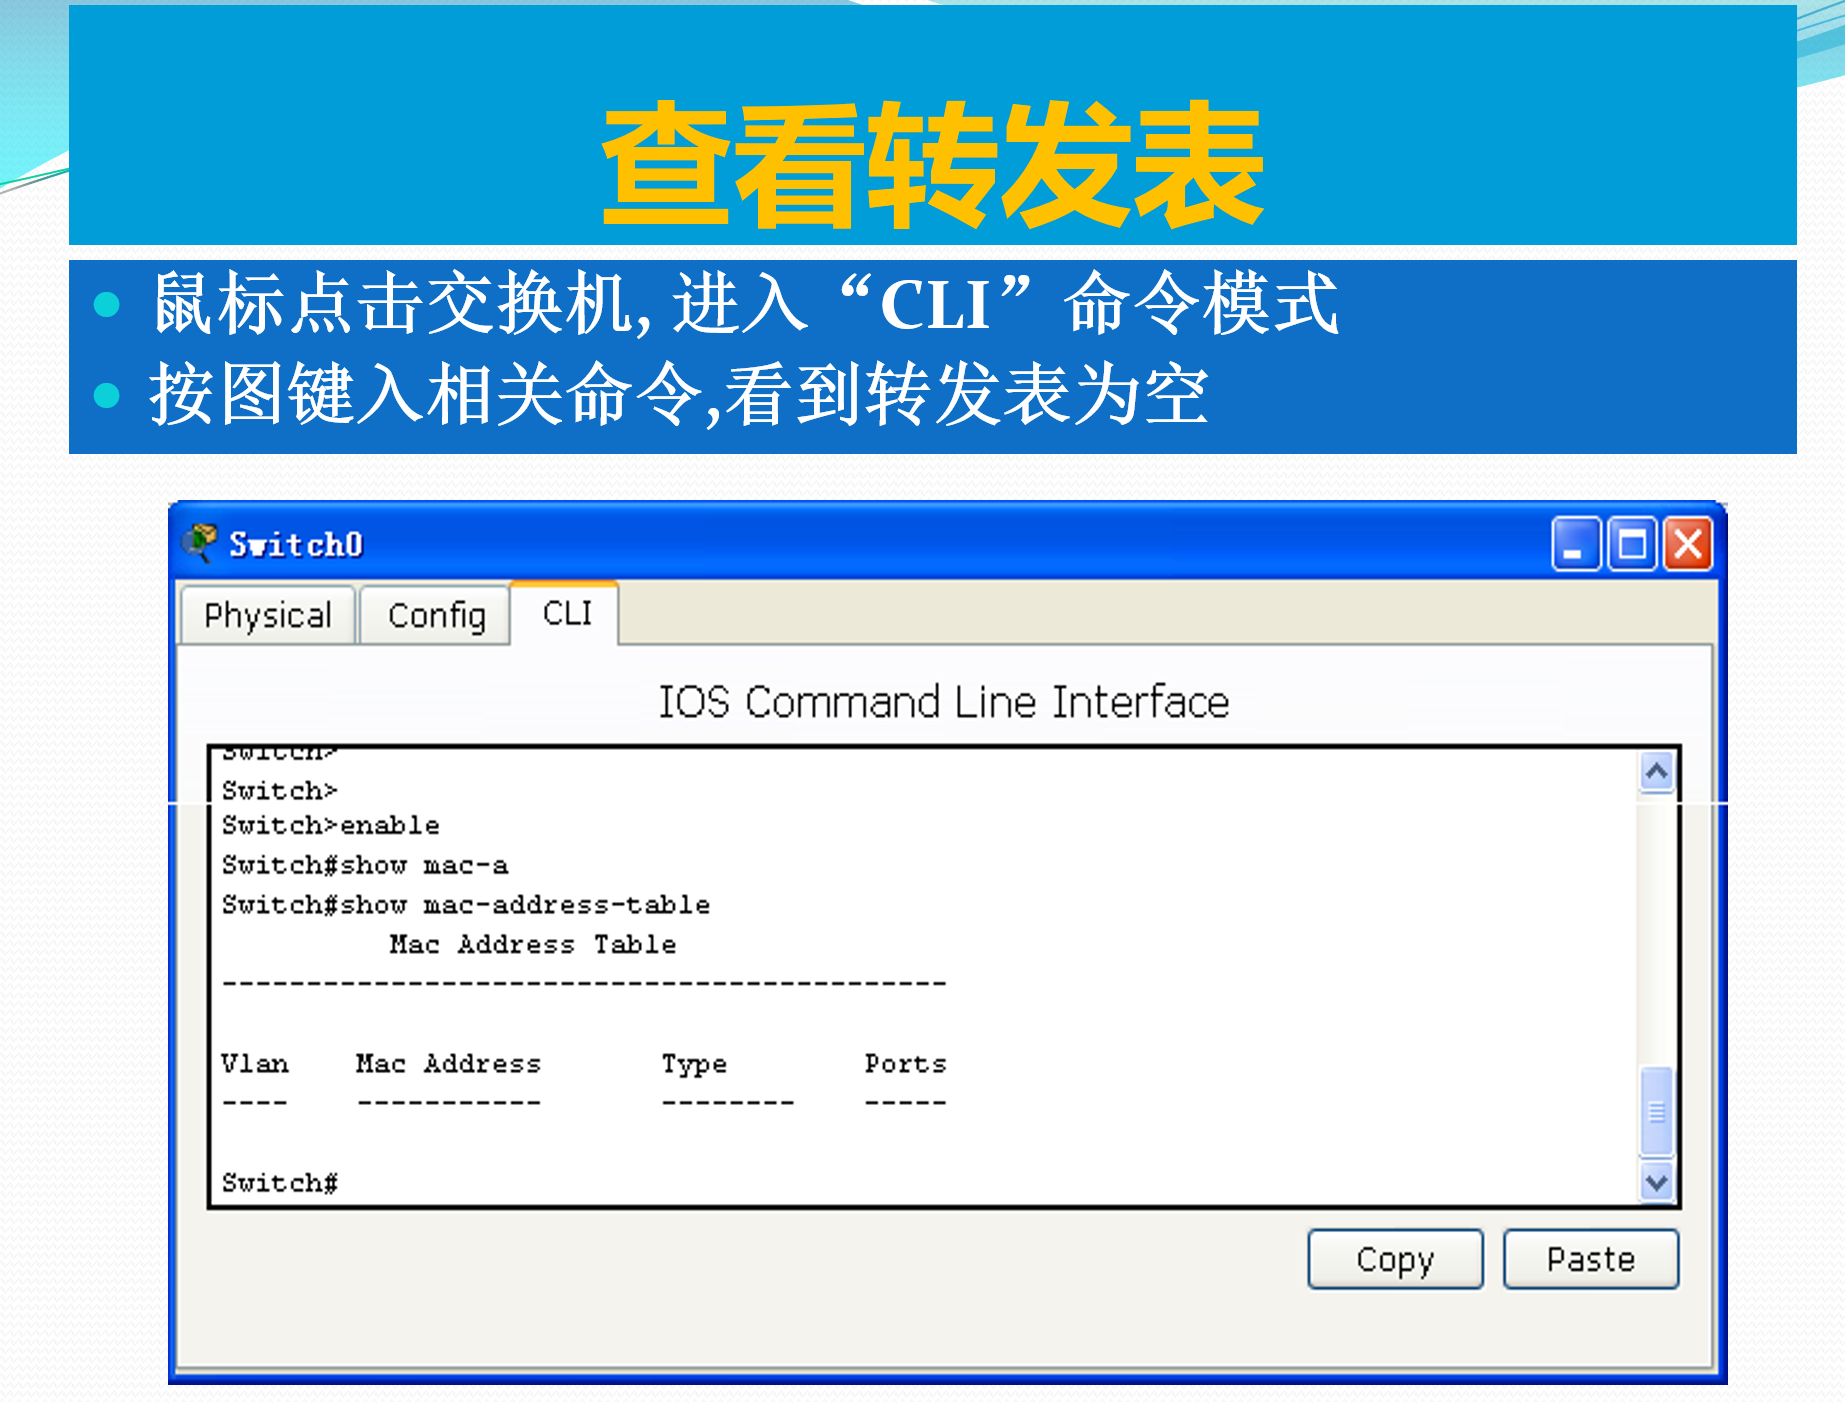 查看转发表
鼠标点击交换机, 进入“CLI”命令模式
按图键入相关命令,看到转发表为空
Switch0
Physical Config CLI
IOS Command Line Interface
Switch>
Switch>
Switch>enable
Switch#show mac-a
Switch#show mac-address-table
Mac Address Table
-------------------------------------------
Vlan Mac Address Type Ports
---- ----------- -------- -----
Switch#
Copy Paste